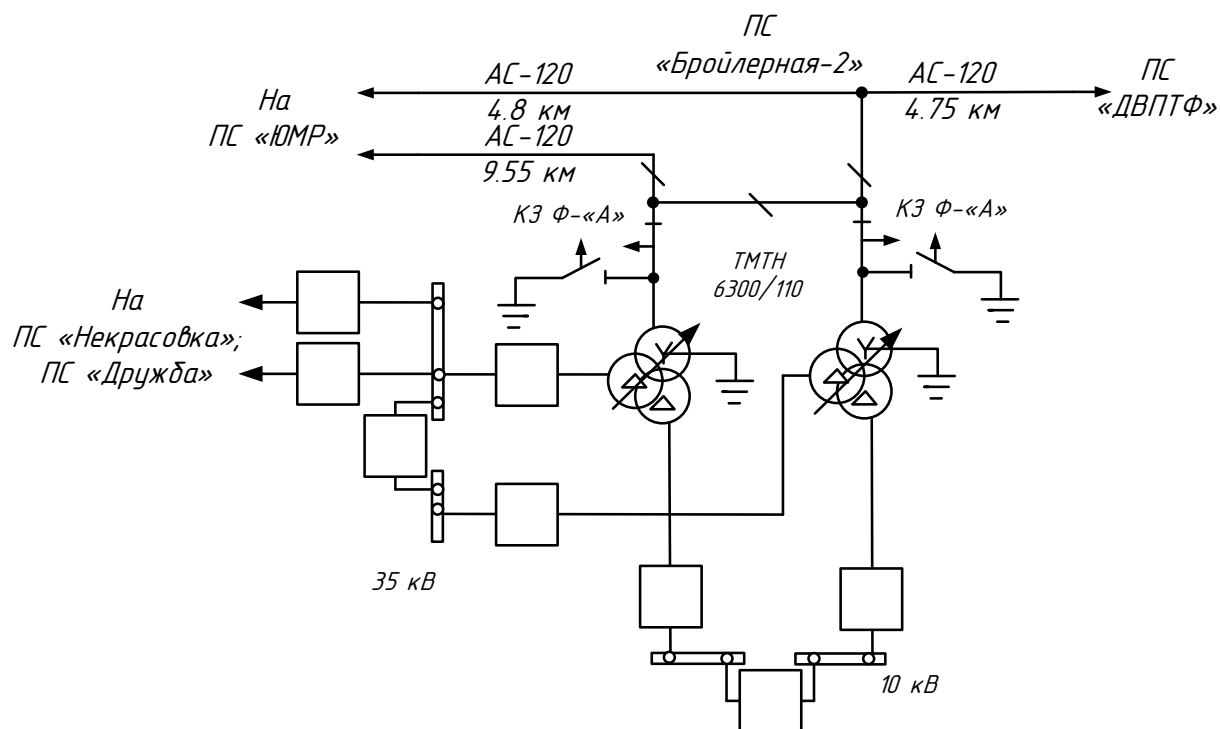 ПС
«Бройлерная-2»
АС-120
4.8 км
АС-120
4.75 км
ПС
«ДВПТФ»
На
ПС «ЮМР»
АС-120
9.55 км
КЗ Ф-«А»
КЗ Ф-«А»
ТМТН
6300/110
На
ПС «Некрасовка»;
ПС «Дружба»
35 кВ
10 кВ